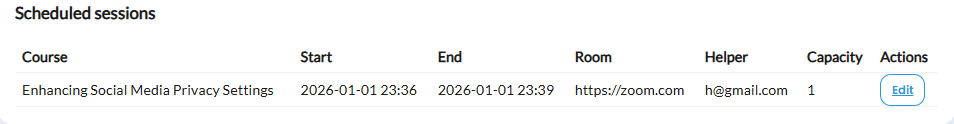 Scheduled sessions
Course Start End Room Helper Capacity Actions
Enhancing Social Media Privacy Settings 2026-01-01 23:36 2026-01-01 23:39 https://zoom.com h@gmail.com 1 Edit